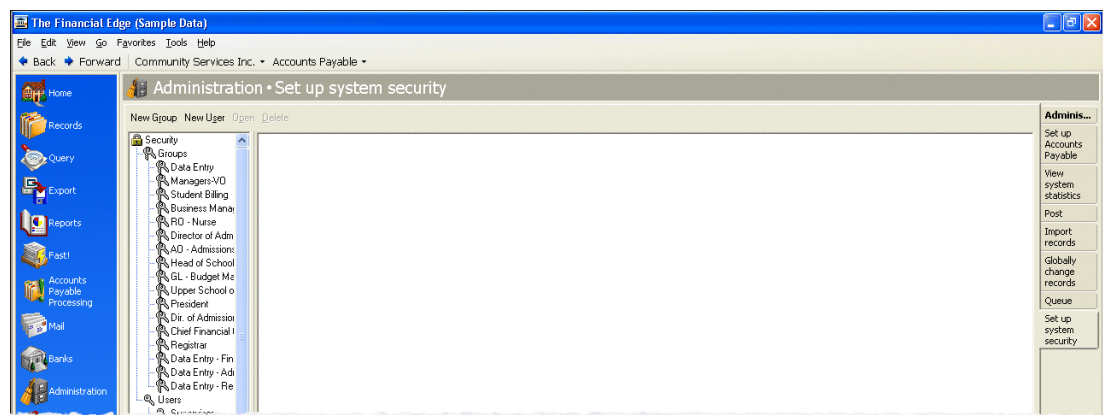 The Financial Edge (Sample Data)
File Edit View Go Favorites Tools Help
Back Forward Community Services Inc. Accounts Payable
Administration • Set up system security
Home
Records
Query
Export
Reports
Fast!
Accounts
Payable
Processing
Mail
Banks
Administration
New Group New User Open Delete
Security
Groups
Data Entry
Managers-VO
Student Billing
Business Mana
RO - Nurse
Director of Adm
AO - Admissions
Head of School
GL - Budget Ma
Upper School o
President
Dir. of Admission
Chief Financial
Registrar
Data Entry - Fin
Data Entry - Adm
Data Entry - Re
Users
Adminis...
Set up
Accounts
Payable
View
system
statistics
Post
Import
records
Globally
change
records
Queue
Set up
system
security